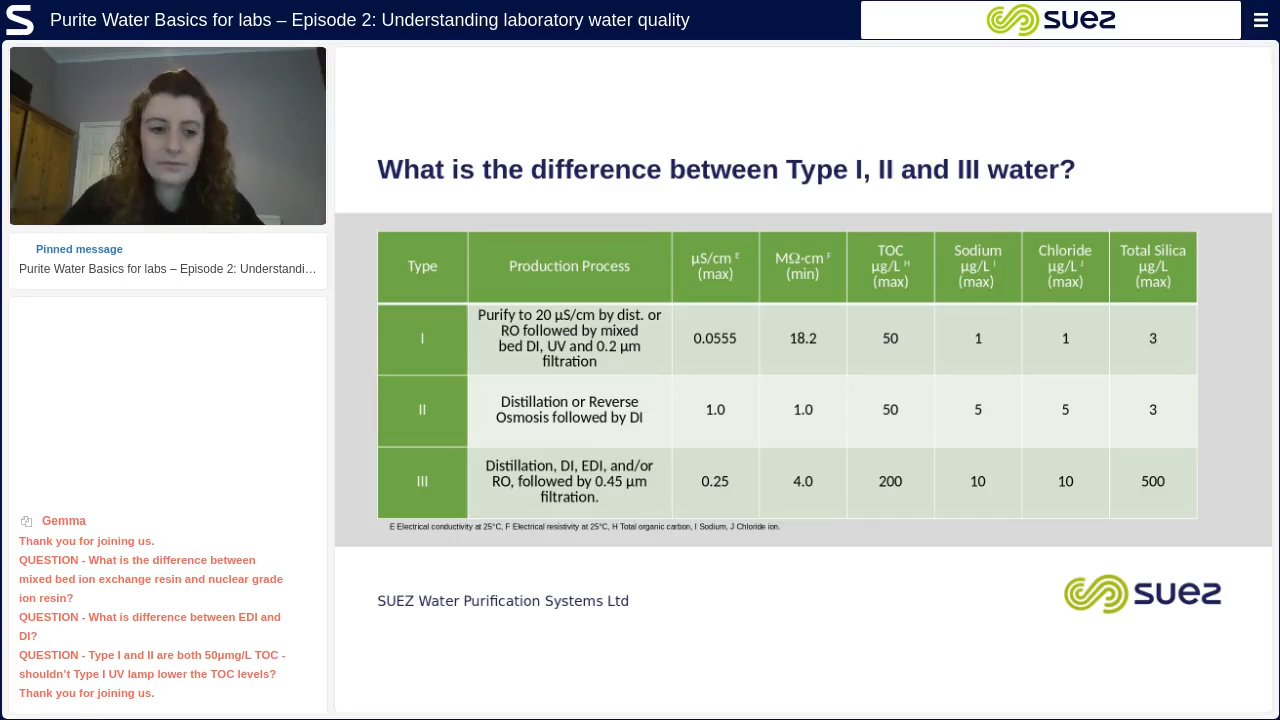 Purite Water Basics for labs – Episode 2: Understanding laboratory water quality
suez
Pinned message
Purite Water Basics for labs – Episode 2: Understandi…
Gemma
Thank you for joining us.
QUESTION - What is the difference between
mixed bed ion exchange resin and nuclear grade
ion resin?
QUESTION - What is difference between EDI and
DI?
QUESTION - Type I and II are both 50µmg/L TOC -
shouldn't Type I UV lamp lower the TOC levels?
Thank you for joining us.
What is the difference between Type I, II and III water?
Type Production Process µS/cm E (max) MΩ·cm F (min) TOC µg/L H (max) Sodium µg/L I (max) Chloride µg/L J (max) Total Silica µg/L (max)
I Purify to 20 µS/cm by dist. or RO followed by mixed bed DI, UV and 0.2 µm filtration 0.0555 18.2 50 1 1 3
II Distillation or Reverse Osmosis followed by DI 1.0 1.0 50 5 5 3
III Distillation, DI, EDI, and/or RO, followed by 0.45 µm filtration. 0.25 4.0 200 10 10 500
E Electrical conductivity at 25°C, F Electrical resistivity at 25°C, H Total organic carbon, I Sodium, J Chloride ion.
SUEZ Water Purification Systems Ltd
suez